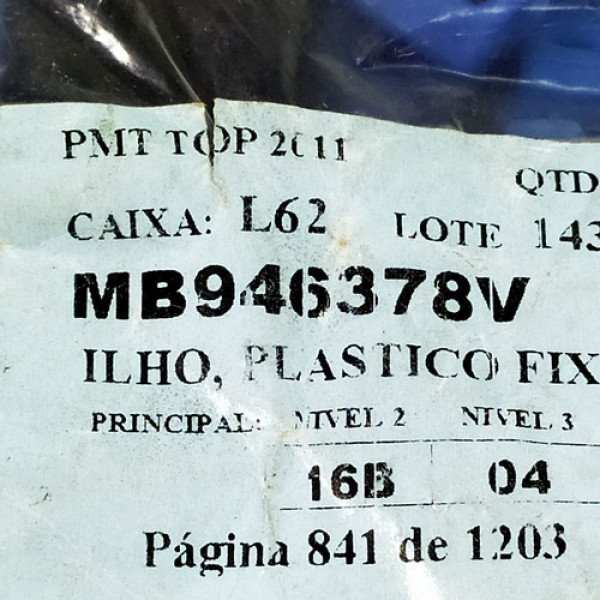 PMT TOP 2011
QTD
CAIXA: L62 LOTE 143
MB946378V
ILHO, PLASTICO FIX
PRINCIPAL: NIVEL 2 NIVEL 3
16B 04
Página 841 de 1203